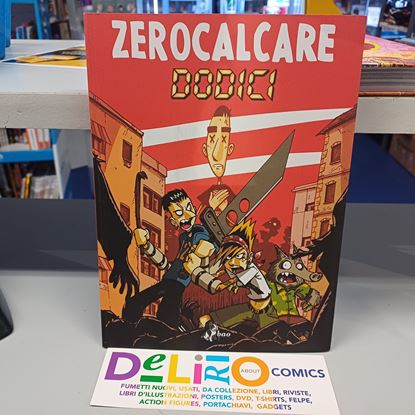 ZEROCALCARE
DODICI
bao
DeLiRiO ABOUT COMICS
FUMETTI NUOVI, USATI, DA COLLEZIONE, LIBRI, RIVISTE,
LIBRI D'ILLUSTRAZIONI, POSTERS, DVD, T-SHIRTS, FELPE,
ACTION FIGURES, PORTACHIAVI, GADGETS